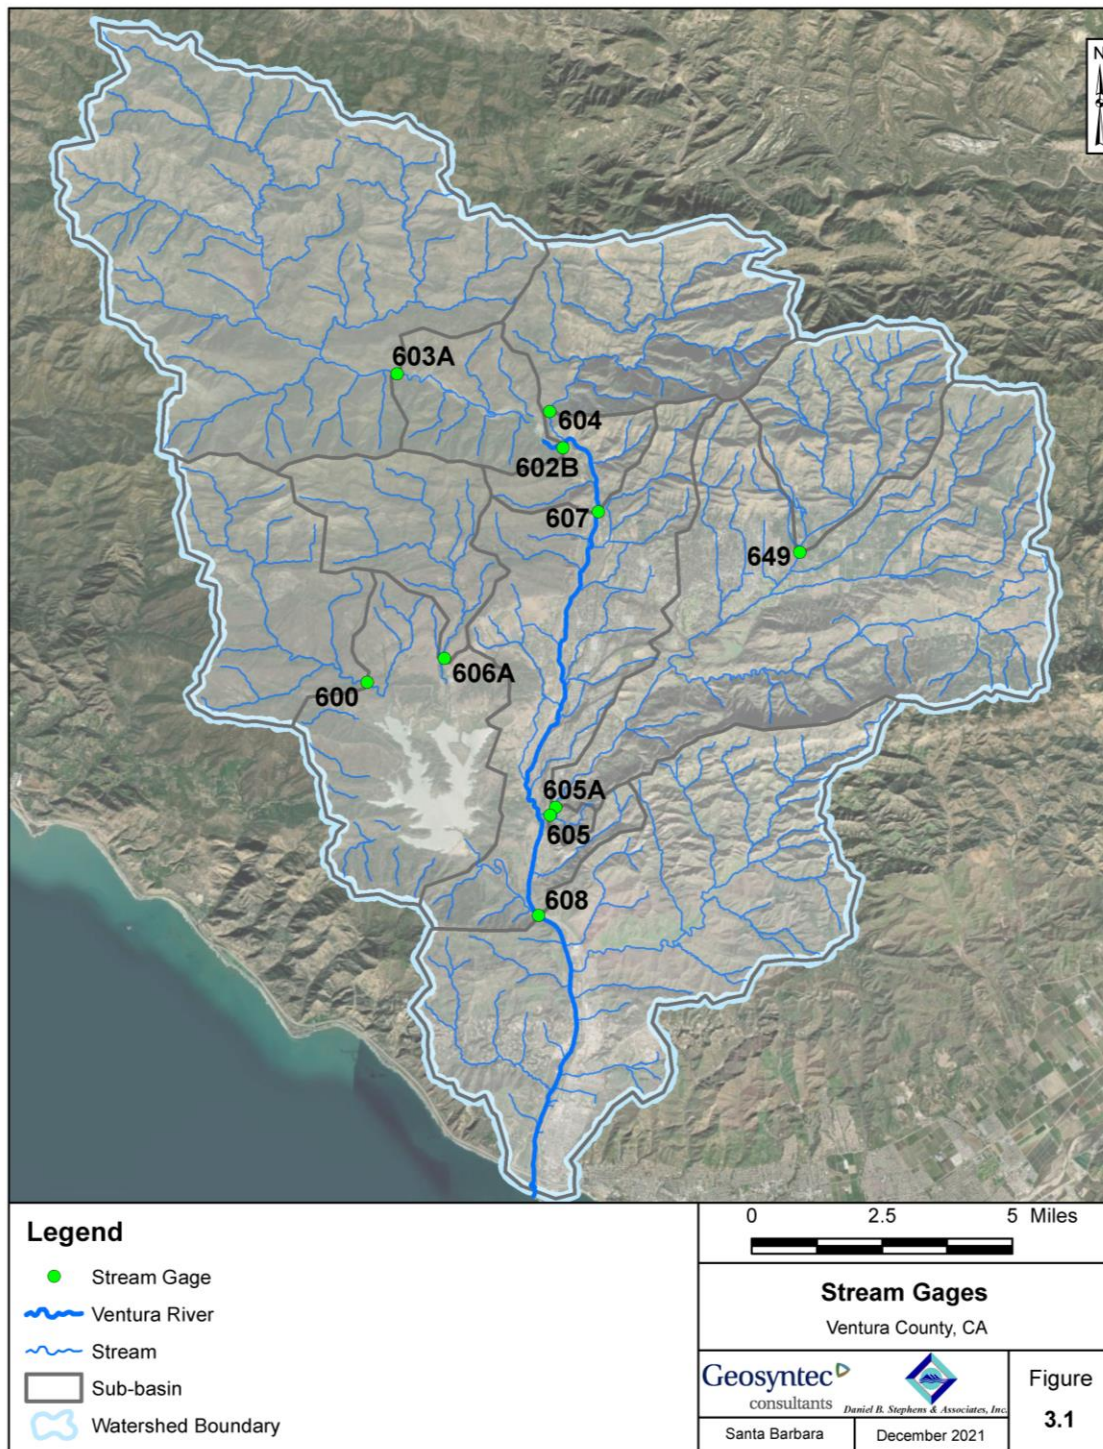 N
603A
604
602B
607
649
606A
600
605A
605
608
Legend
Stream Gage
Ventura River
Stream
Sub-basin
Watershed Boundary
0 2.5 5 Miles
Stream Gages
Ventura County, CA
Geosyntec
consultants
Daniel B. Stephens & Associates, Inc.
Santa Barbara
December 2021
Figure
3.1